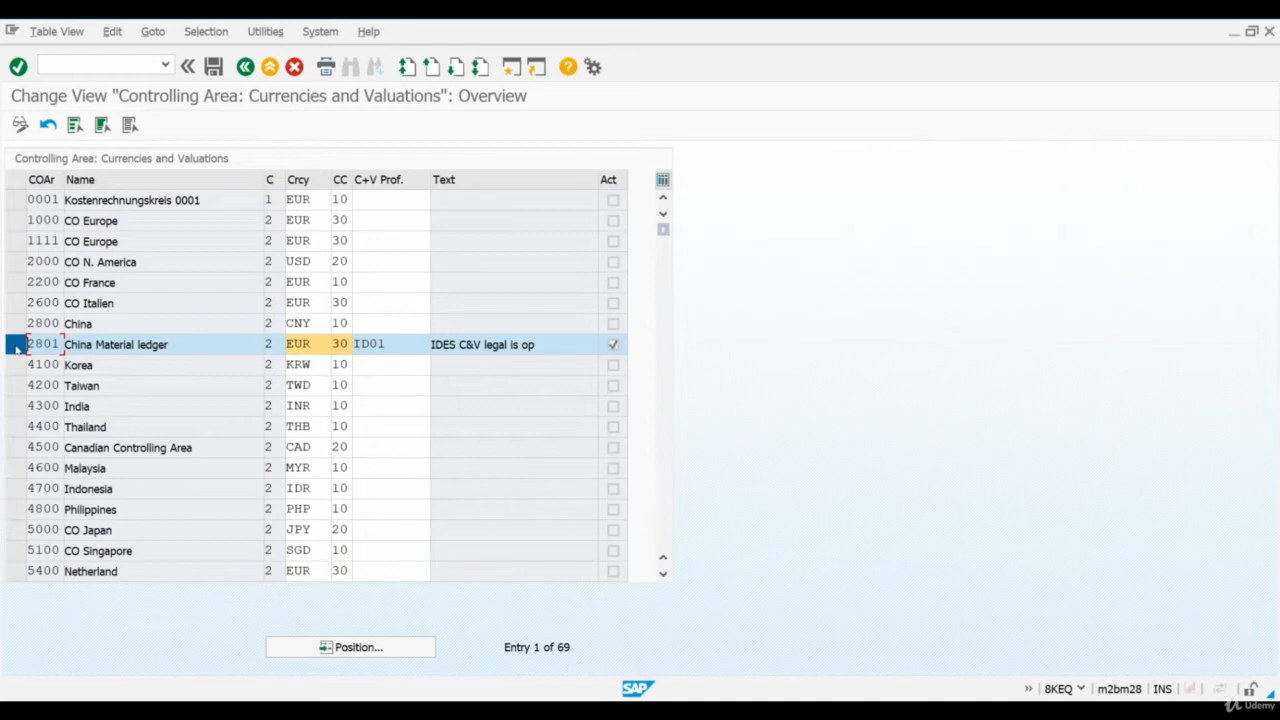 Table View Edit Goto Selection Utilities System Help
Change View "Controlling Area: Currencies and Valuations": Overview
Controlling Area: Currencies and Valuations
COAr Name C Crcy CC C+V Prof. Text Act
0001 Kostenrechnungskreis 0001 1 EUR 10
1000 CO Europe 2 EUR 30
1111 CO Europe 2 EUR 30
2000 CO N. America 2 USD 20
2200 CO France 2 EUR 10
2600 CO Italien 2 EUR 30
2800 China 2 CNY 10
2801 China Material ledger 2 EUR 30 ID01 IDES C&V legal is op
4100 Korea 2 KRW 10
4200 Taiwan 2 TWD 10
4300 India 2 INR 10
4400 Thailand 2 THB 10
4500 Canadian Controlling Area 2 CAD 20
4600 Malaysia 2 MYR 10
4700 Indonesia 2 IDR 10
4800 Philippines 2 PHP 10
5000 CO Japan 2 JPY 20
5100 CO Singapore 2 SGD 10
5400 Netherland 2 EUR 30
Position... Entry 1 of 69
SAP 8KEQ m2bm28 INS
Udemy